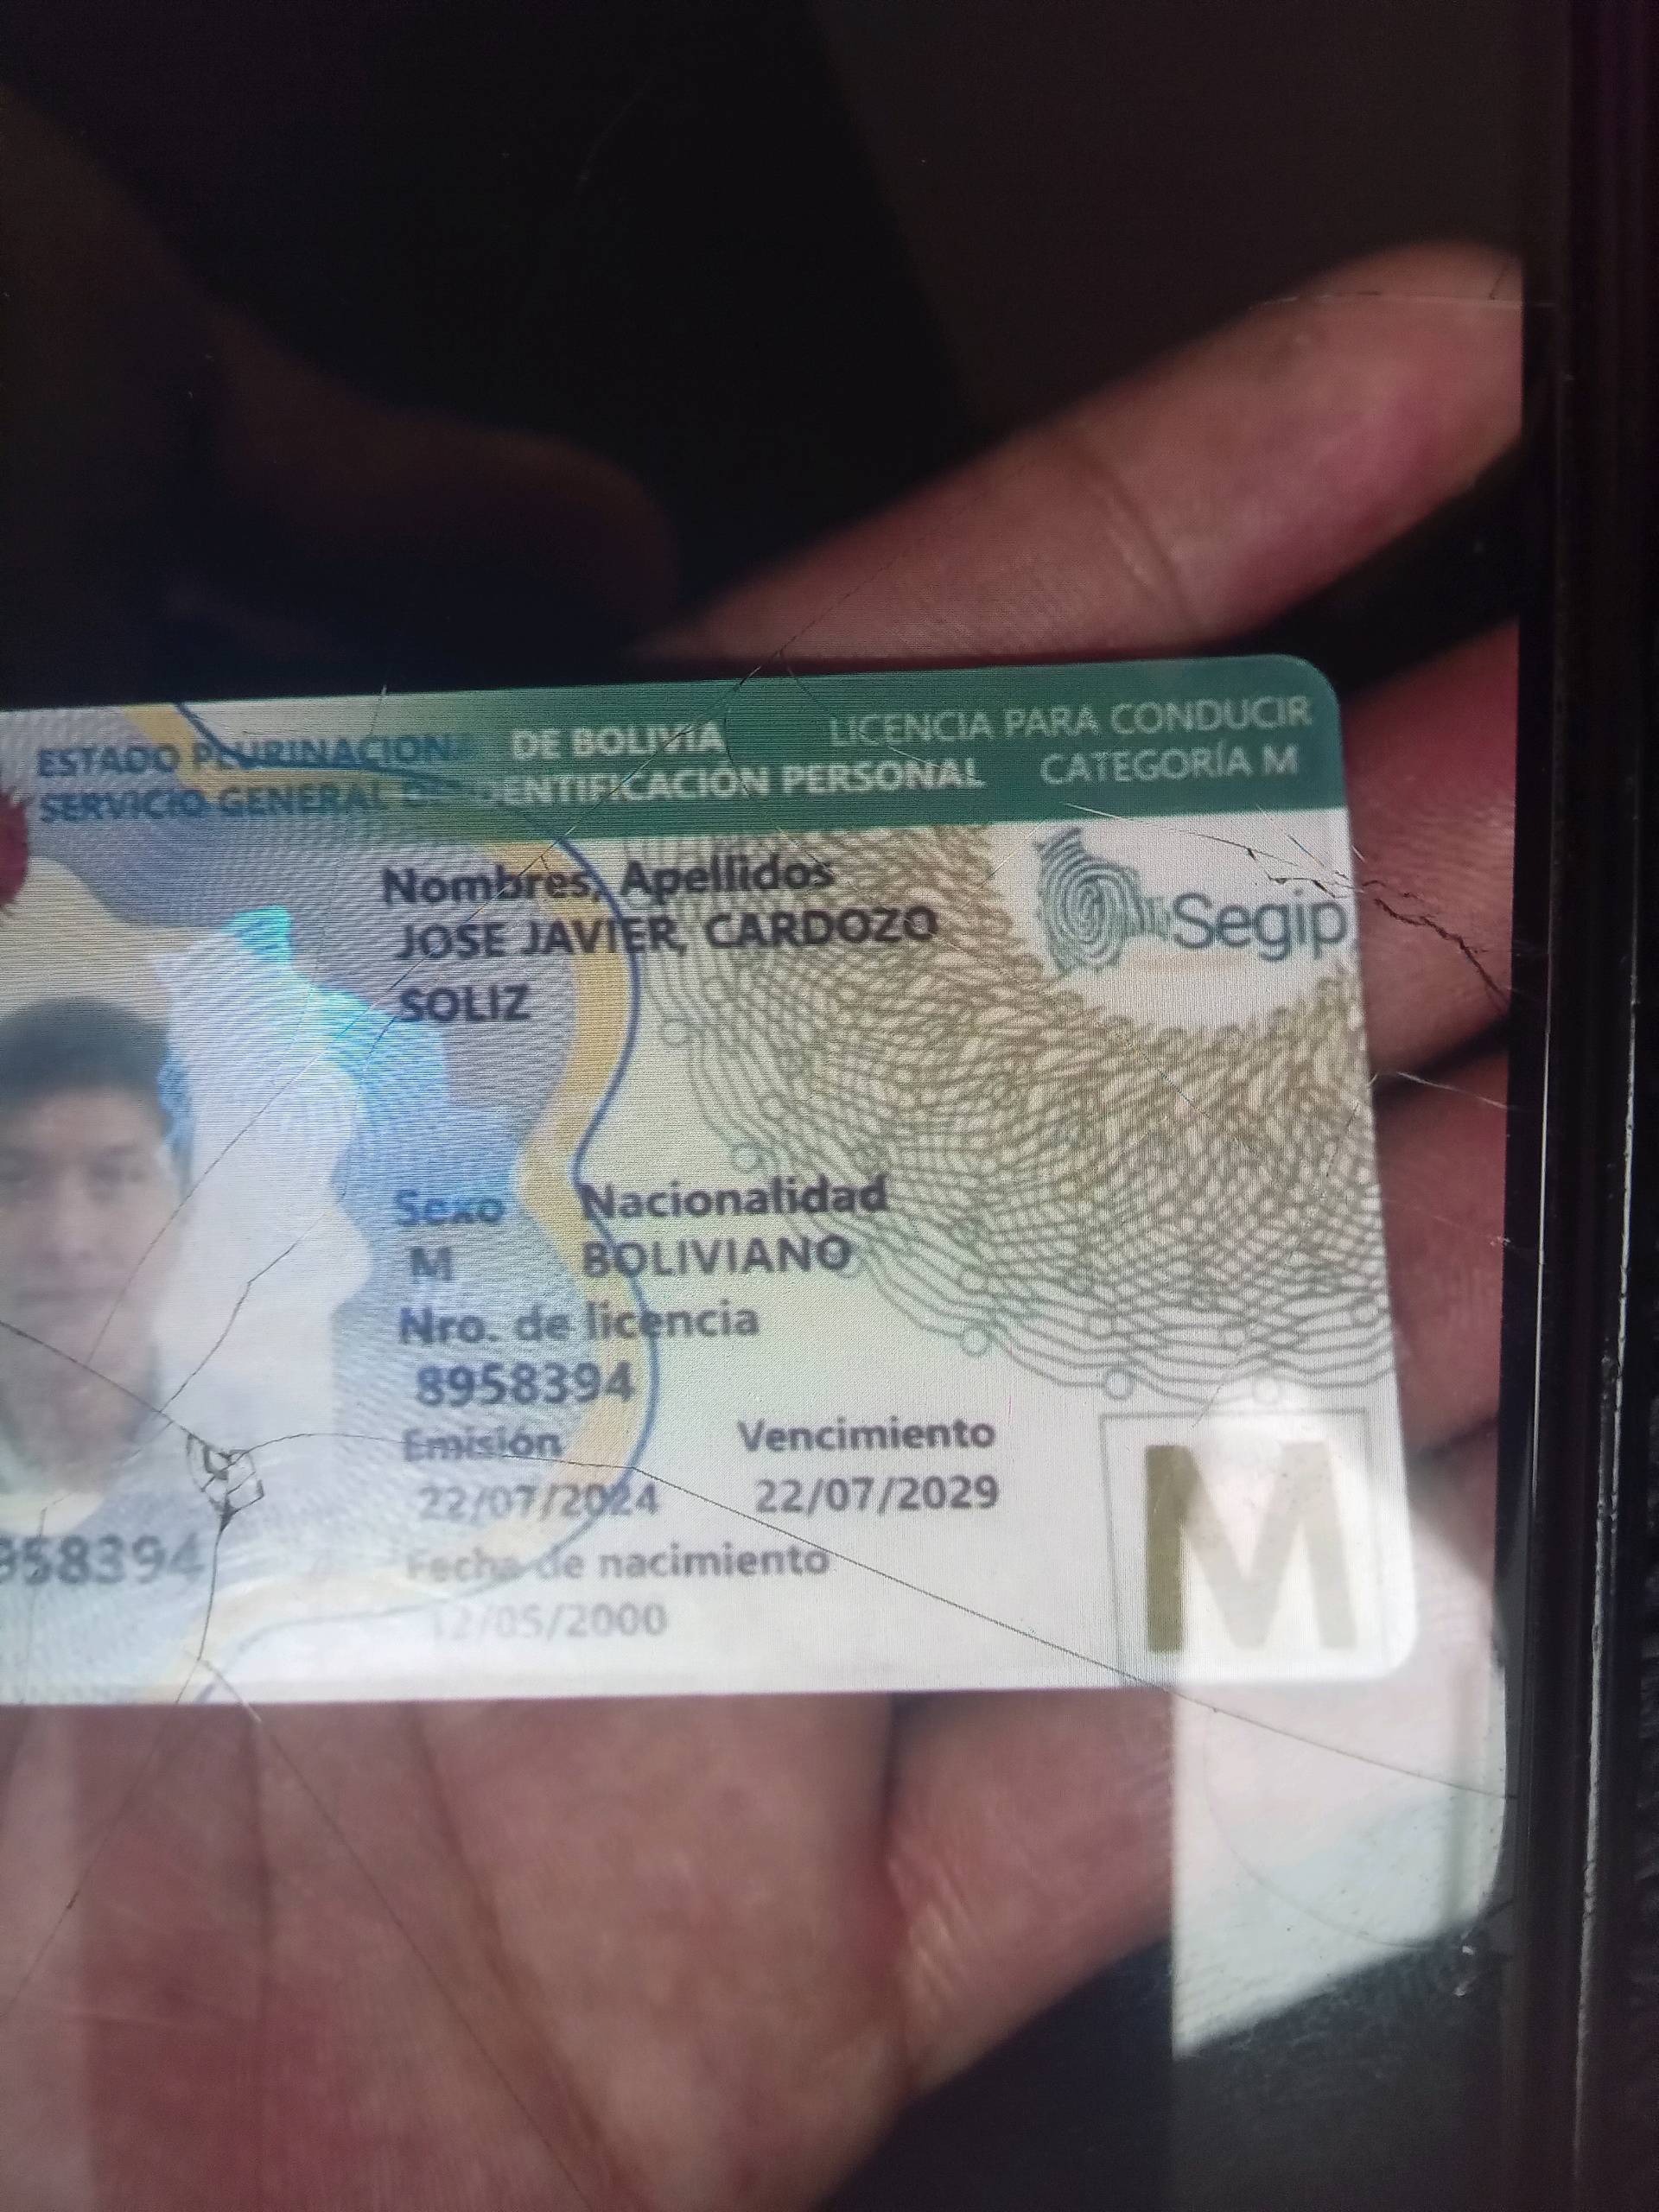 ESTADO PLURINACIONAL DE BOLIVIA
SERVICIO GENERAL DE IDENTIFICACIÓN PERSONAL
LICENCIA PARA CONDUCIR
CATEGORÍA M
Segip
Nombres, Apellidos
JOSE JAVIER, CARDOZO
SOLIZ
Sexo Nacionalidad
M BOLIVIANO
Nro. de licencia
8958394
Emisión Vencimiento
22/07/2024 22/07/2029
Fecha de nacimiento
12/05/2000
958394
M